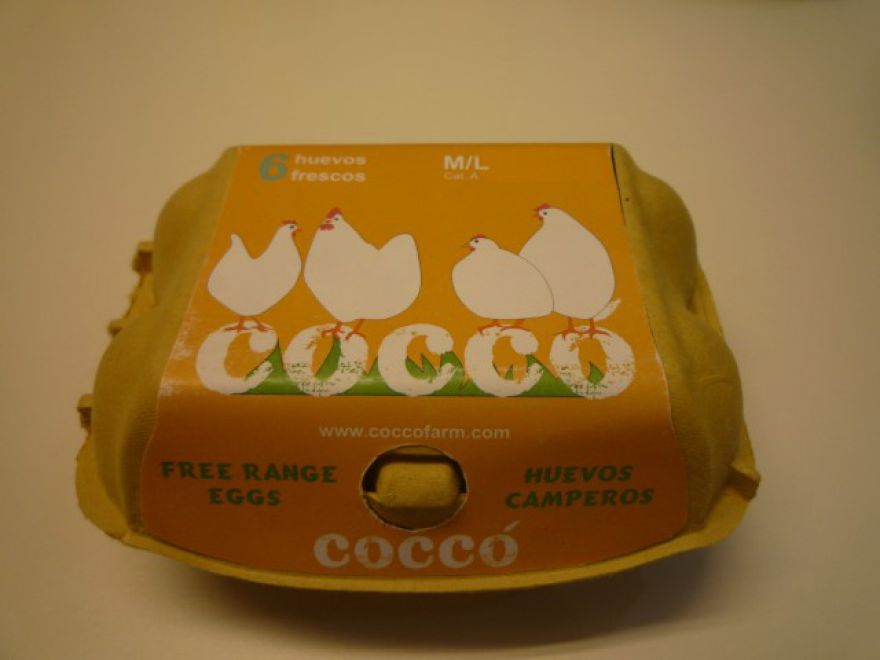 6 huevos
frescos
M/L
Cat. A
COCCO
www.coccofarm.com
FREE RANGE
EGGS
HUEVOS
CAMPEROS
COCCÓ